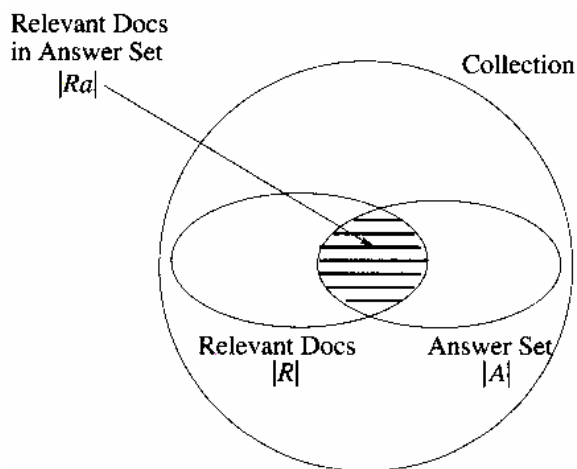 Relevant Docs
in Answer Set
|Ra|
Collection
Relevant Docs
|R|
Answer Set
|A|